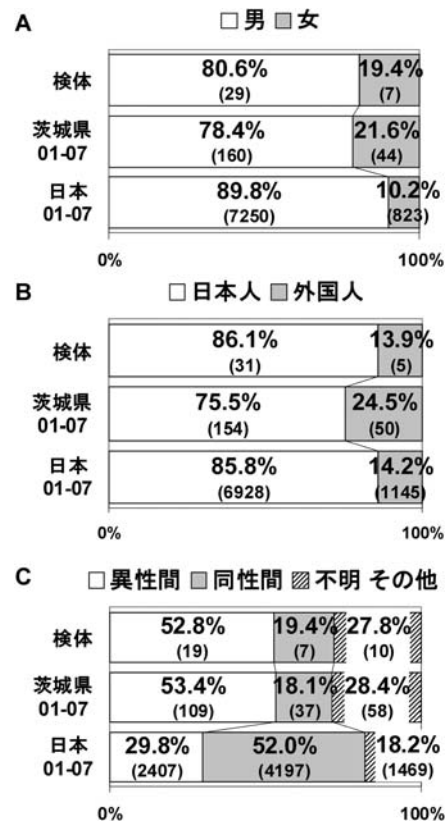 A
男 女
検体 80.6% 19.4%
(29) (7)
茨城県 78.4% 21.6%
01-07 (160) (44)
日本 89.8% 10.2%
01-07 (7250) (823)
0% 100%
B
日本人 外国人
検体 86.1% 13.9%
(31) (5)
茨城県 75.5% 24.5%
01-07 (154) (50)
日本 85.8% 14.2%
01-07 (6928) (1145)
0% 100%
C
異性間 同性間 不明 その他
検体 52.8% 19.4% 27.8%
(19) (7) (10)
茨城県 53.4% 18.1% 28.4%
01-07 (109) (37) (58)
日本 29.8% 52.0% 18.2%
01-07 (2407) (4197) (1469)
0% 100%